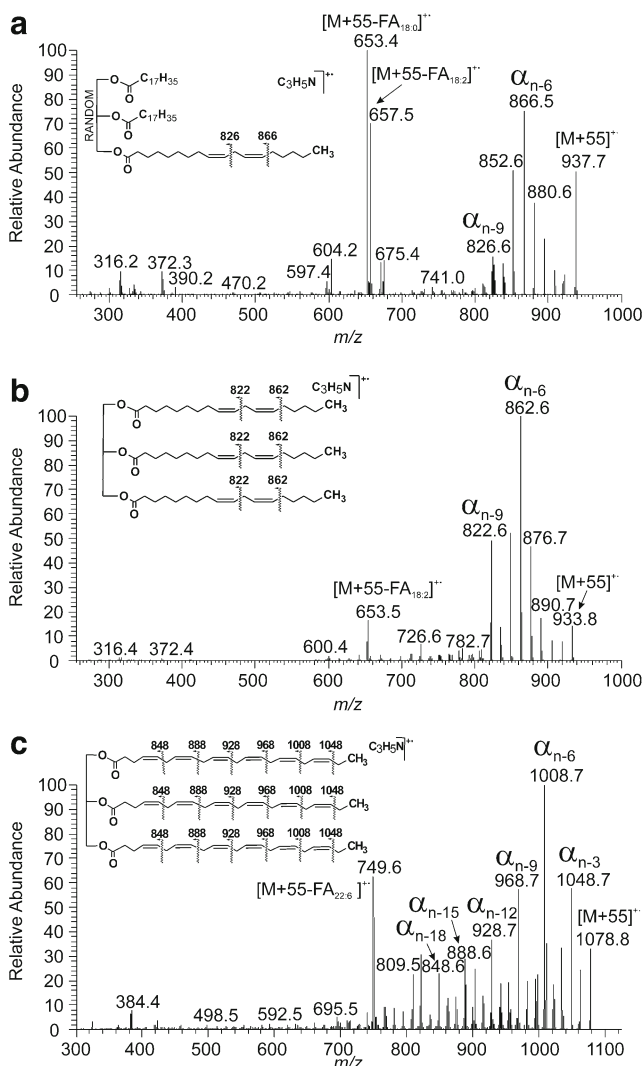 a
[M+55-FA18:0]+·
653.4
[M+55-FA18:2]+·
657.5
αn-6
866.5
[M+55]+·
937.7
852.6
880.6
αn-9
826.6
316.2
372.3
390.2
470.2
597.4
604.2
675.4
741.0
RANDOM
O
C17H35
O
O
C17H35
O
O
O
826
866
CH3
C3H5N
+·
Relative Abundance
100
90
80
70
60
50
40
30
20
10
0
300 400 500 600 700 800 900 1000
m/z
b
αn-6
862.6
αn-9
822.6
876.7
[M+55]+·
890.7
933.8
[M+55-FA18:2]+·
653.5
316.4
372.4
600.4
726.6
782.7
822 862
C3H5N
+·
O
O
CH3
822 862
O
O
CH3
822 862
O
O
CH3
Relative Abundance
100
90
80
70
60
50
40
30
20
10
0
300 400 500 600 700 800 900 1000
m/z
c
848 888 928 968 1008 1048
C3H5N
+·
O
O
CH3
848 888 928 968 1008 1048
O
O
CH3
848 888 928 968 1008 1048
O
O
CH3
αn-6
1008.7
αn-9
968.7
αn-3
1048.7
[M+55]+·
1078.8
749.6
[M+55-FA22:6]+·
αn-12
928.7
αn-15
888.6
αn-18
848.6
809.5
384.4
498.5
592.5
695.5
Relative Abundance
100
90
80
70
60
50
40
30
20
10
0
300 400 500 600 700 800 900 1000 1100
m/z